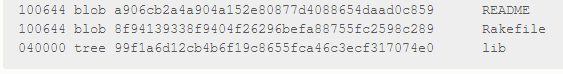 100644 blob a906cb2a4a904a152e80877d4088654daad0c859 README
100644 blob 8f94139338f9404f26296befa88755fc2598c289 Rakefile
040000 tree 99f1a6d12cb4b6f19c8655fca46c3ecf317074e0 lib